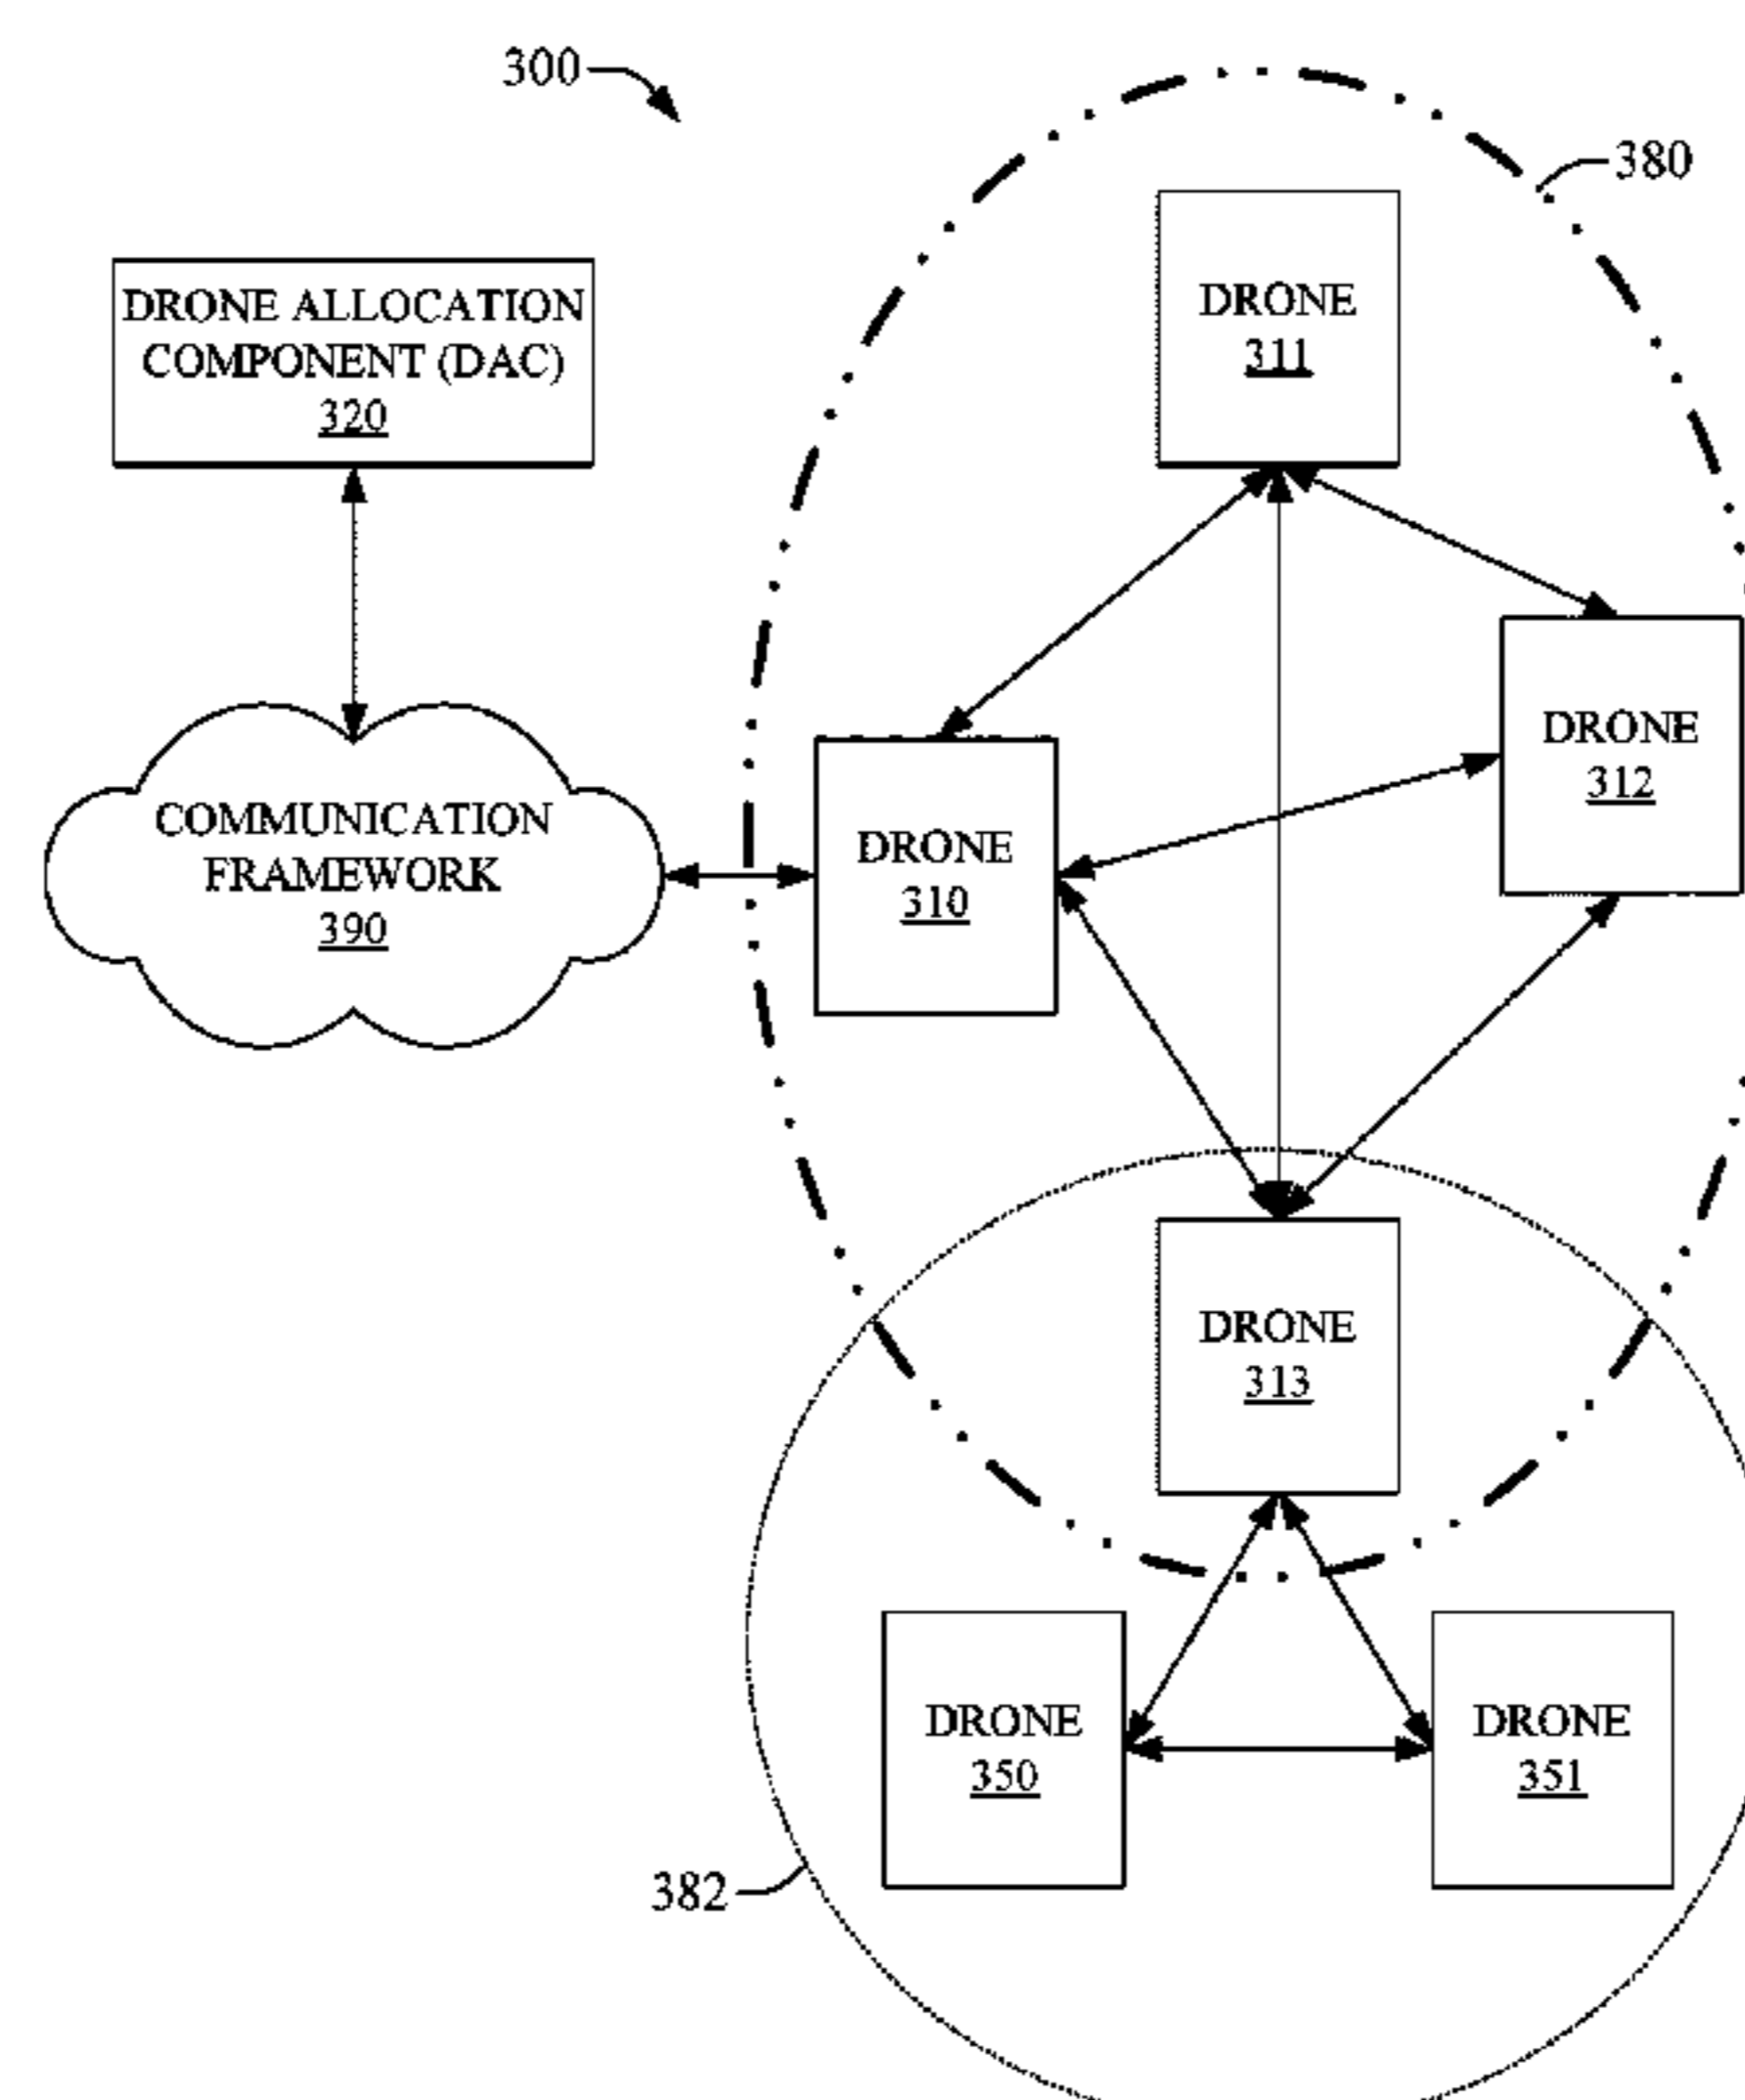 300
380
DRONE
311
DRONE ALLOCATION
COMPONENT (DAC)
320
DRONE
312
COMMUNICATION
FRAMEWORK
390
DRONE
310
DRONE
313
DRONE
350
DRONE
351
382